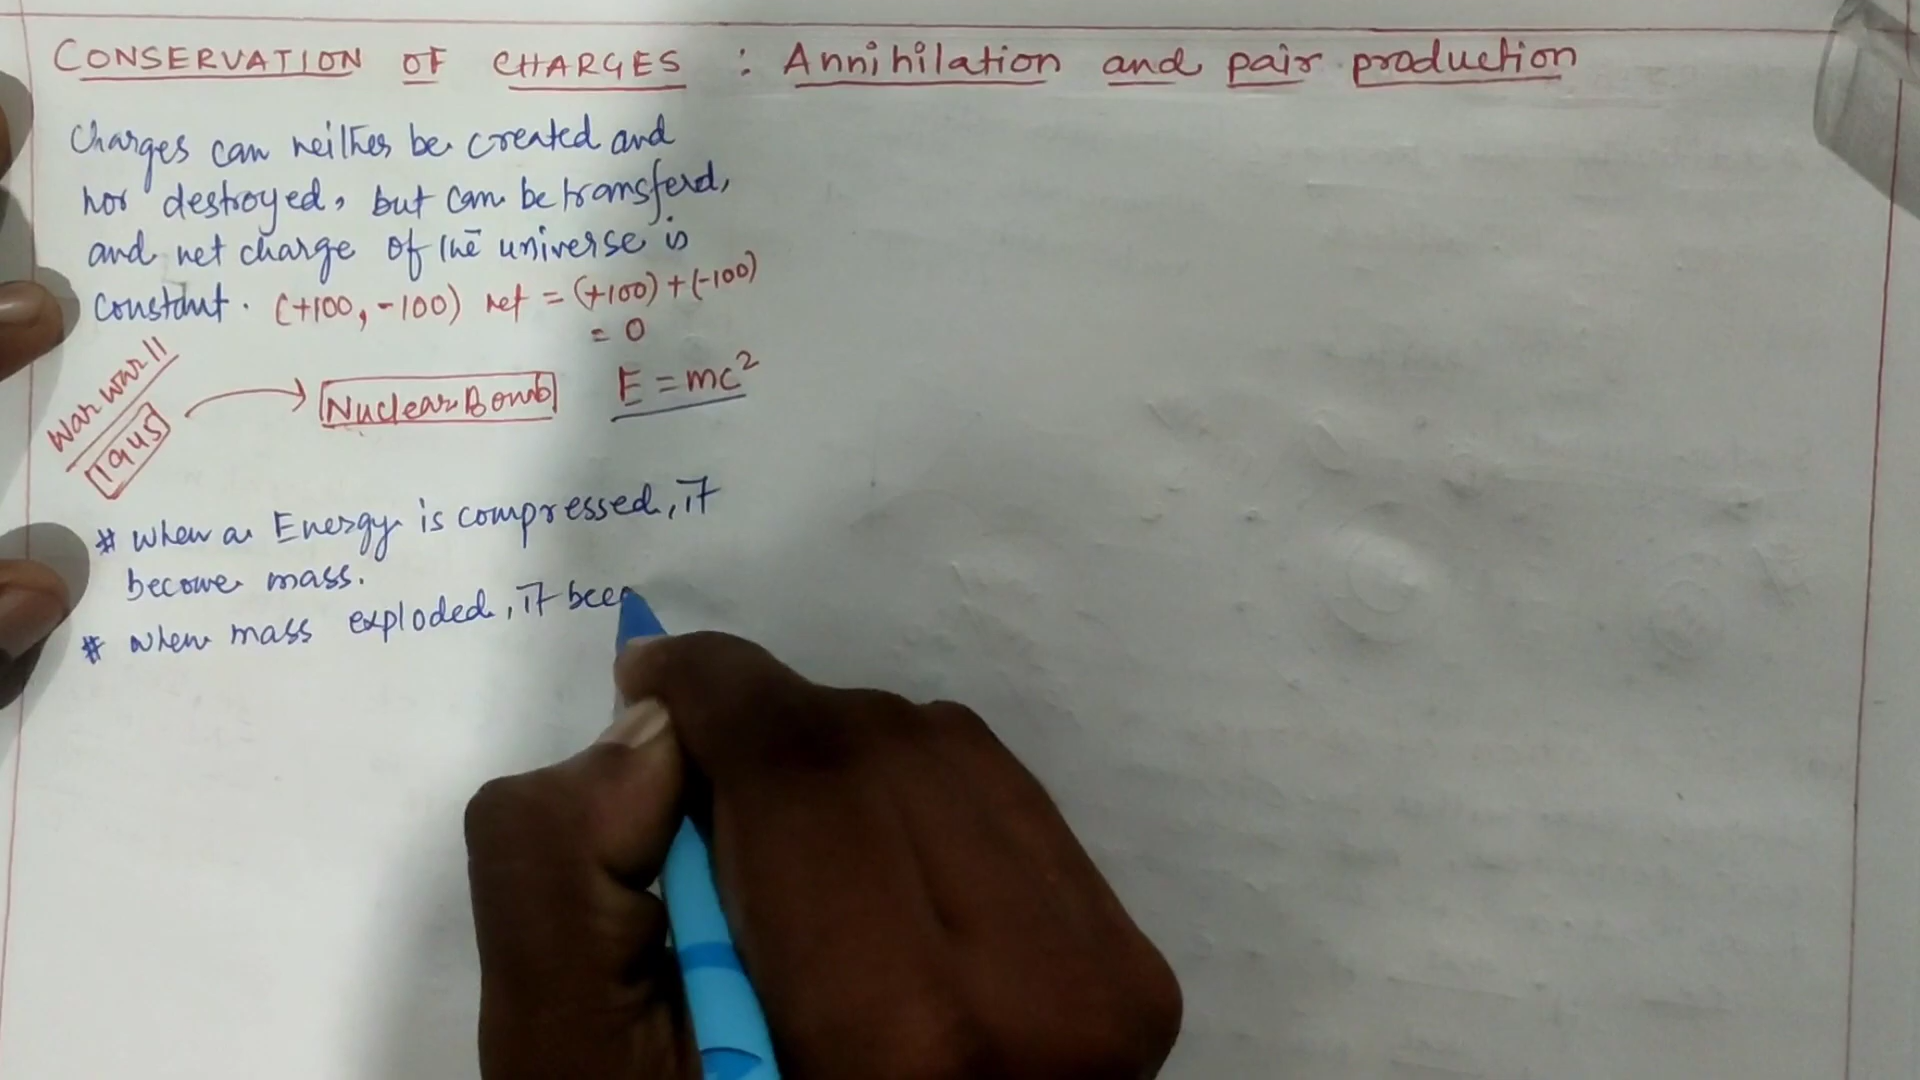 CONSERVATION OF CHARGES : Annihilation and pair production
Charges can neither be created and
nor destroyed, but can be transferd,
and net charge of the universe is
constant. (+100, -100) net = (+100) + (-100)
= 0
War war II
1945
Nuclear Bomb
E = mc²
# when a Energy is compressed, it
become mass.
# when mass exploded, it